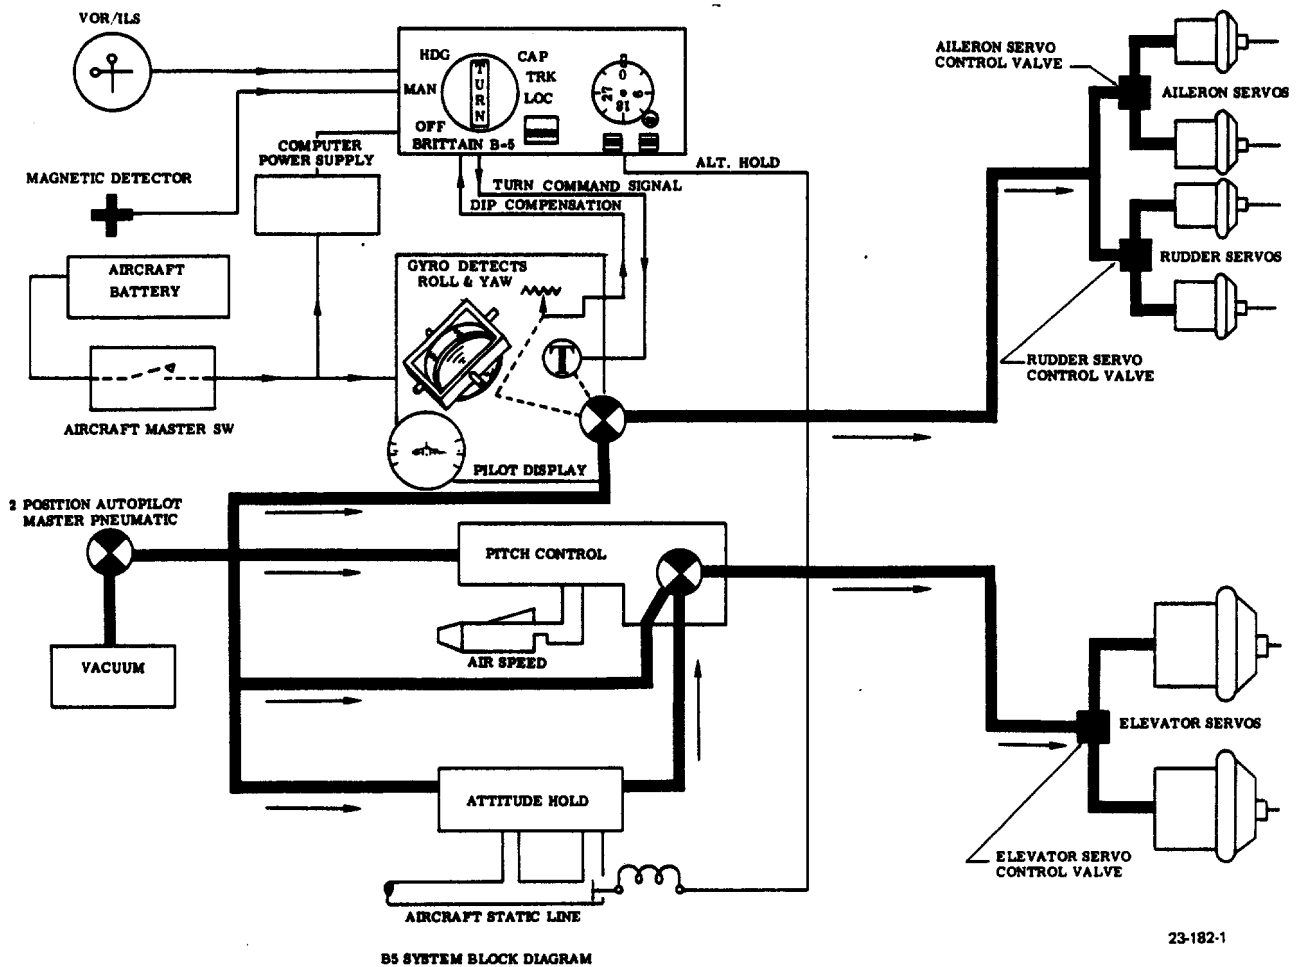 VOR/ILS
HDG
CAP
TRK
MAN
LOC
OFF
BRITTAIN B-5
TURN
0
9
18
27
AILERON SERVO
CONTROL VALVE
AILERON SERVOS
COMPUTER
POWER SUPPLY
ALT. HOLD
MAGNETIC DETECTOR
TURN COMMAND SIGNAL
DIP COMPENSATION
AIRCRAFT
BATTERY
GYRO DETECTS
ROLL & YAW
T
RUDDER SERVOS
RUDDER SERVO
CONTROL VALVE
AIRCRAFT MASTER SW
PILOT DISPLAY
2 POSITION AUTOPILOT
MASTER PNEUMATIC
PITCH CONTROL
AIR SPEED
VACUUM
ELEVATOR SERVOS
ATTITUDE HOLD
ELEVATOR SERVO
CONTROL VALVE
AIRCRAFT STATIC LINE
23-182-1
B5 SYSTEM BLOCK DIAGRAM